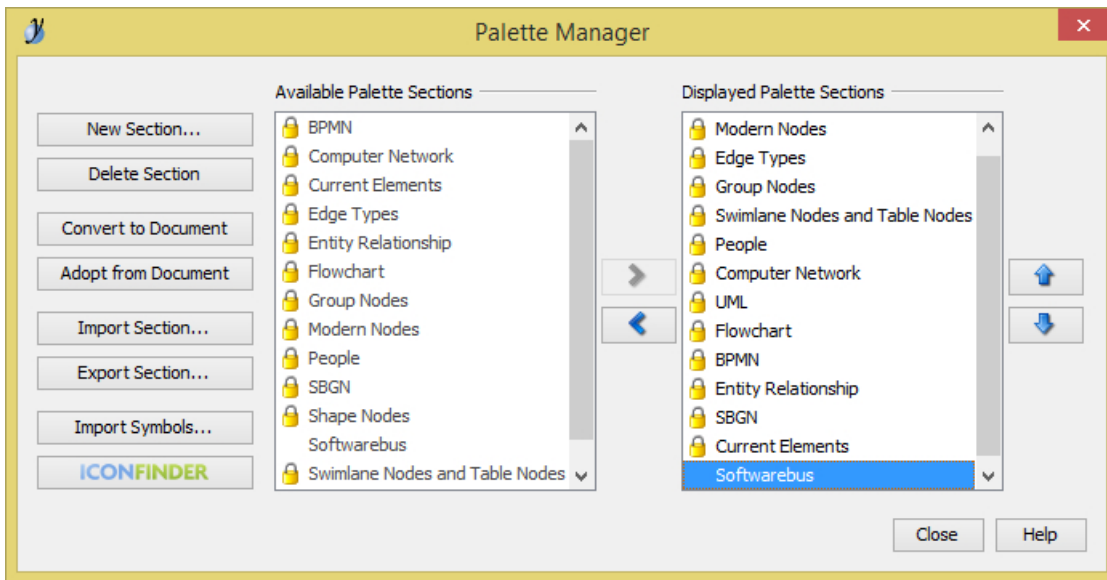 Palette Manager
Available Palette Sections
Displayed Palette Sections
New Section...
Delete Section
Convert to Document
Adopt from Document
Import Section...
Export Section...
Import Symbols...
ICONFINDER
BPMN
Computer Network
Current Elements
Edge Types
Entity Relationship
Flowchart
Group Nodes
Modern Nodes
People
SBGN
Shape Nodes
Softwarebus
Swimlane Nodes and Table Nodes
Modern Nodes
Edge Types
Group Nodes
Swimlane Nodes and Table Nodes
People
Computer Network
UML
Flowchart
BPMN
Entity Relationship
SBGN
Current Elements
Softwarebus
Close
Help